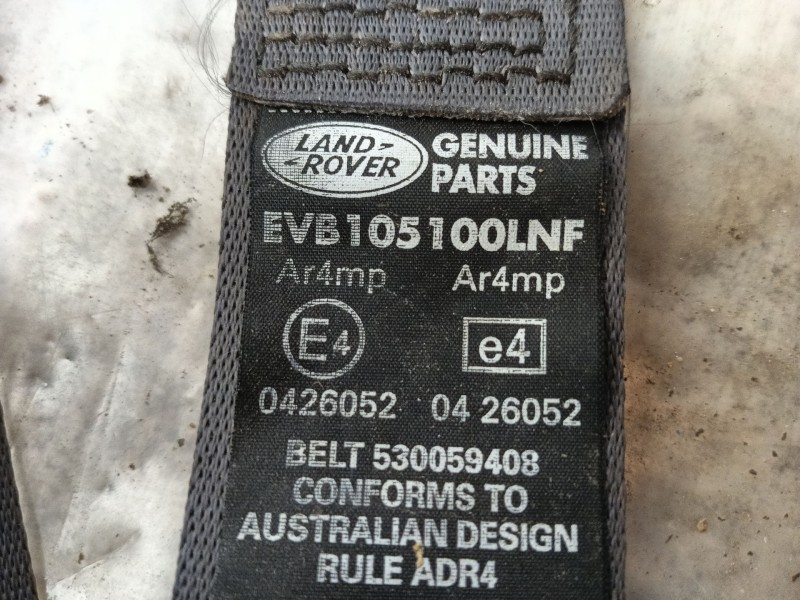 LAND-
-ROVER
GENUINE
PARTS
EVB105100LNF
Ar4mp Ar4mp
E4 e4
0426052 04 26052
BELT 530059408
CONFORMS TO
AUSTRALIAN DESIGN
RULE ADR4